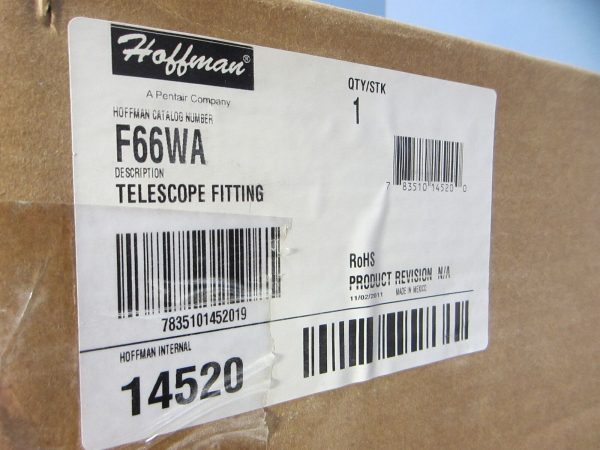 Hoffman®
A Pentair Company
HOFFMAN CATALOG NUMBER
F66WA
DESCRIPTION
TELESCOPE FITTING
7835101452019
HOFFMAN INTERNAL
14520
QTY/STK
1
7 83510 14520 0
RoHS
PRODUCT REVISION N/A
11/02/2011 MADE IN MEXICO